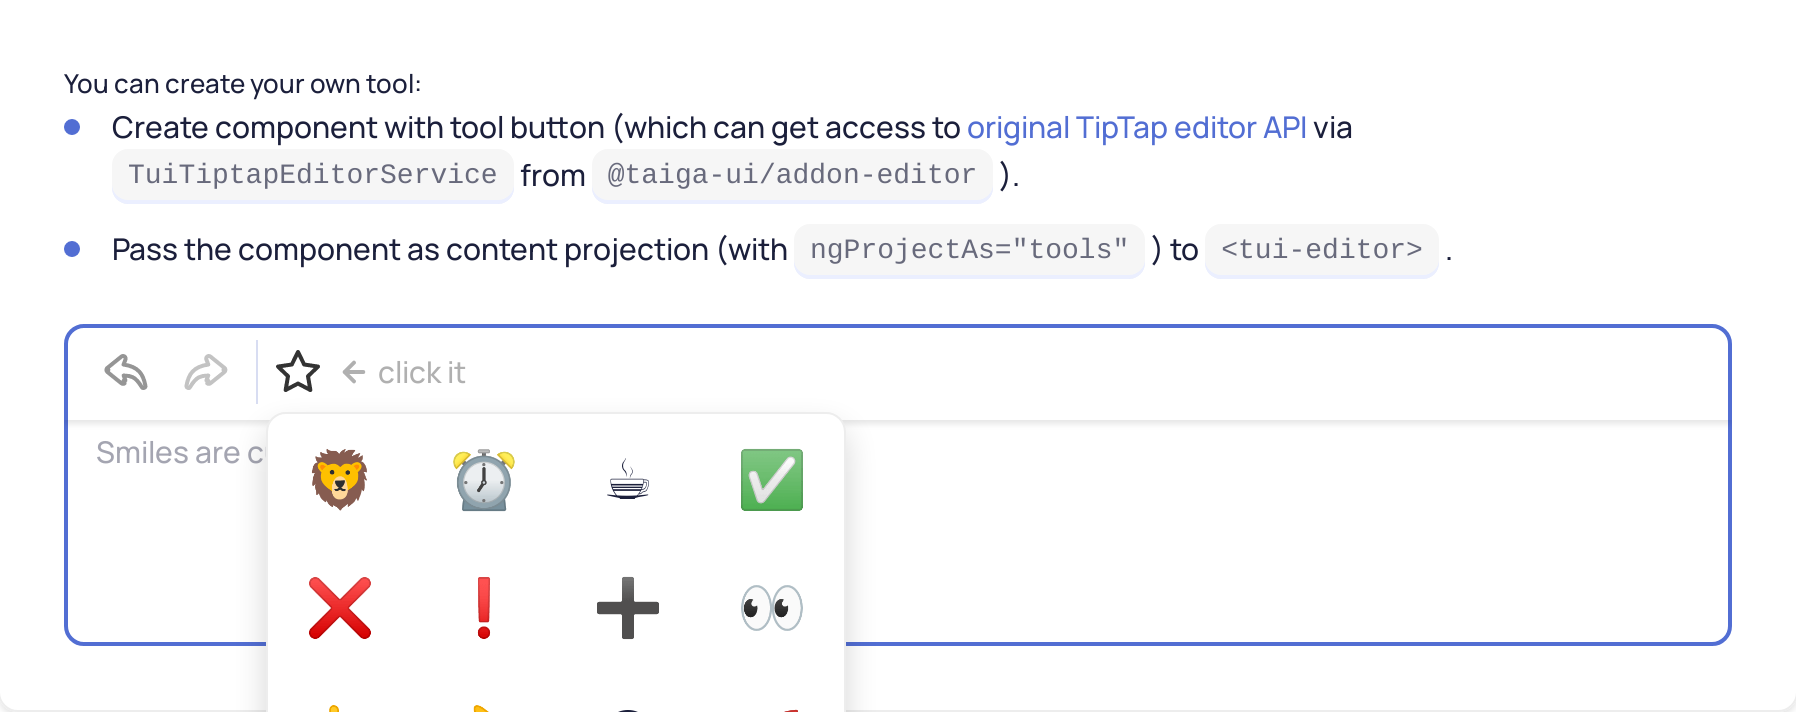 You can create your own tool:
Create component with tool button (which can get access to original TipTap editor API via
TuiTiptapEditorService from @taiga-ui/addon-editor ).
Pass the component as content projection (with ngProjectAs="tools" ) to <tui-editor> .
← click it
Smiles are